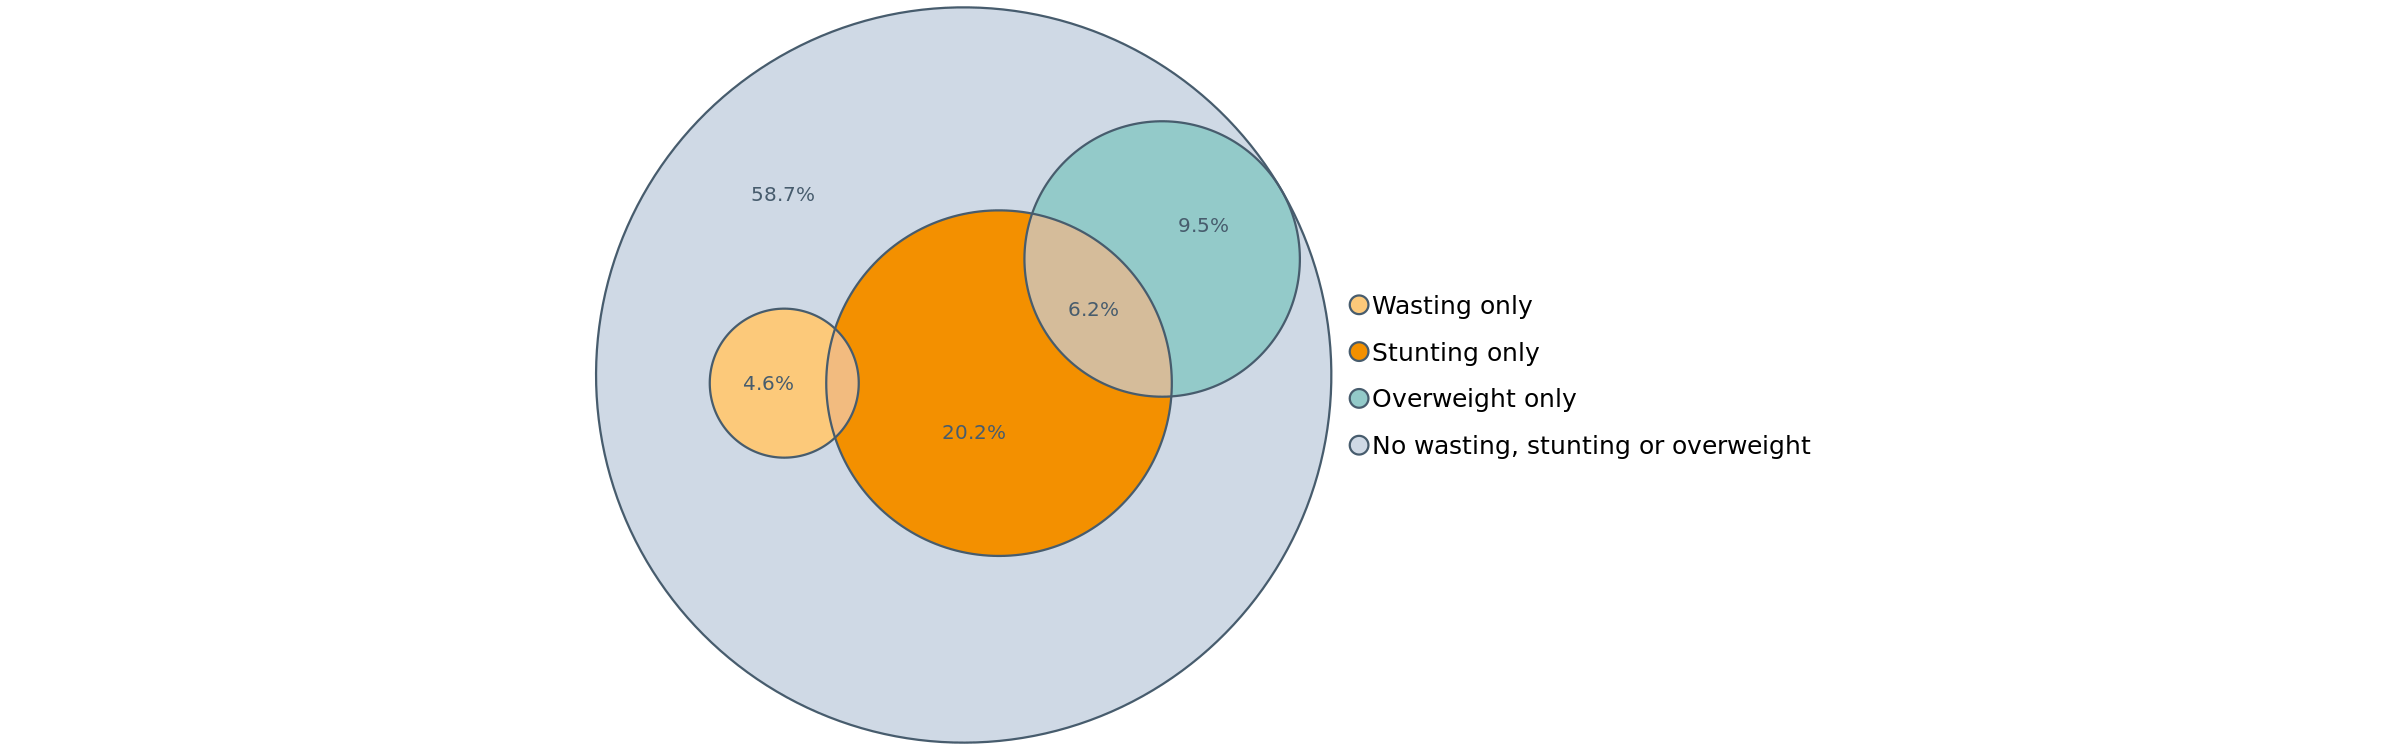 58.7%
9.5%
6.2%
4.6%
20.2%
Wasting only
Stunting only
Overweight only
No wasting, stunting or overweight